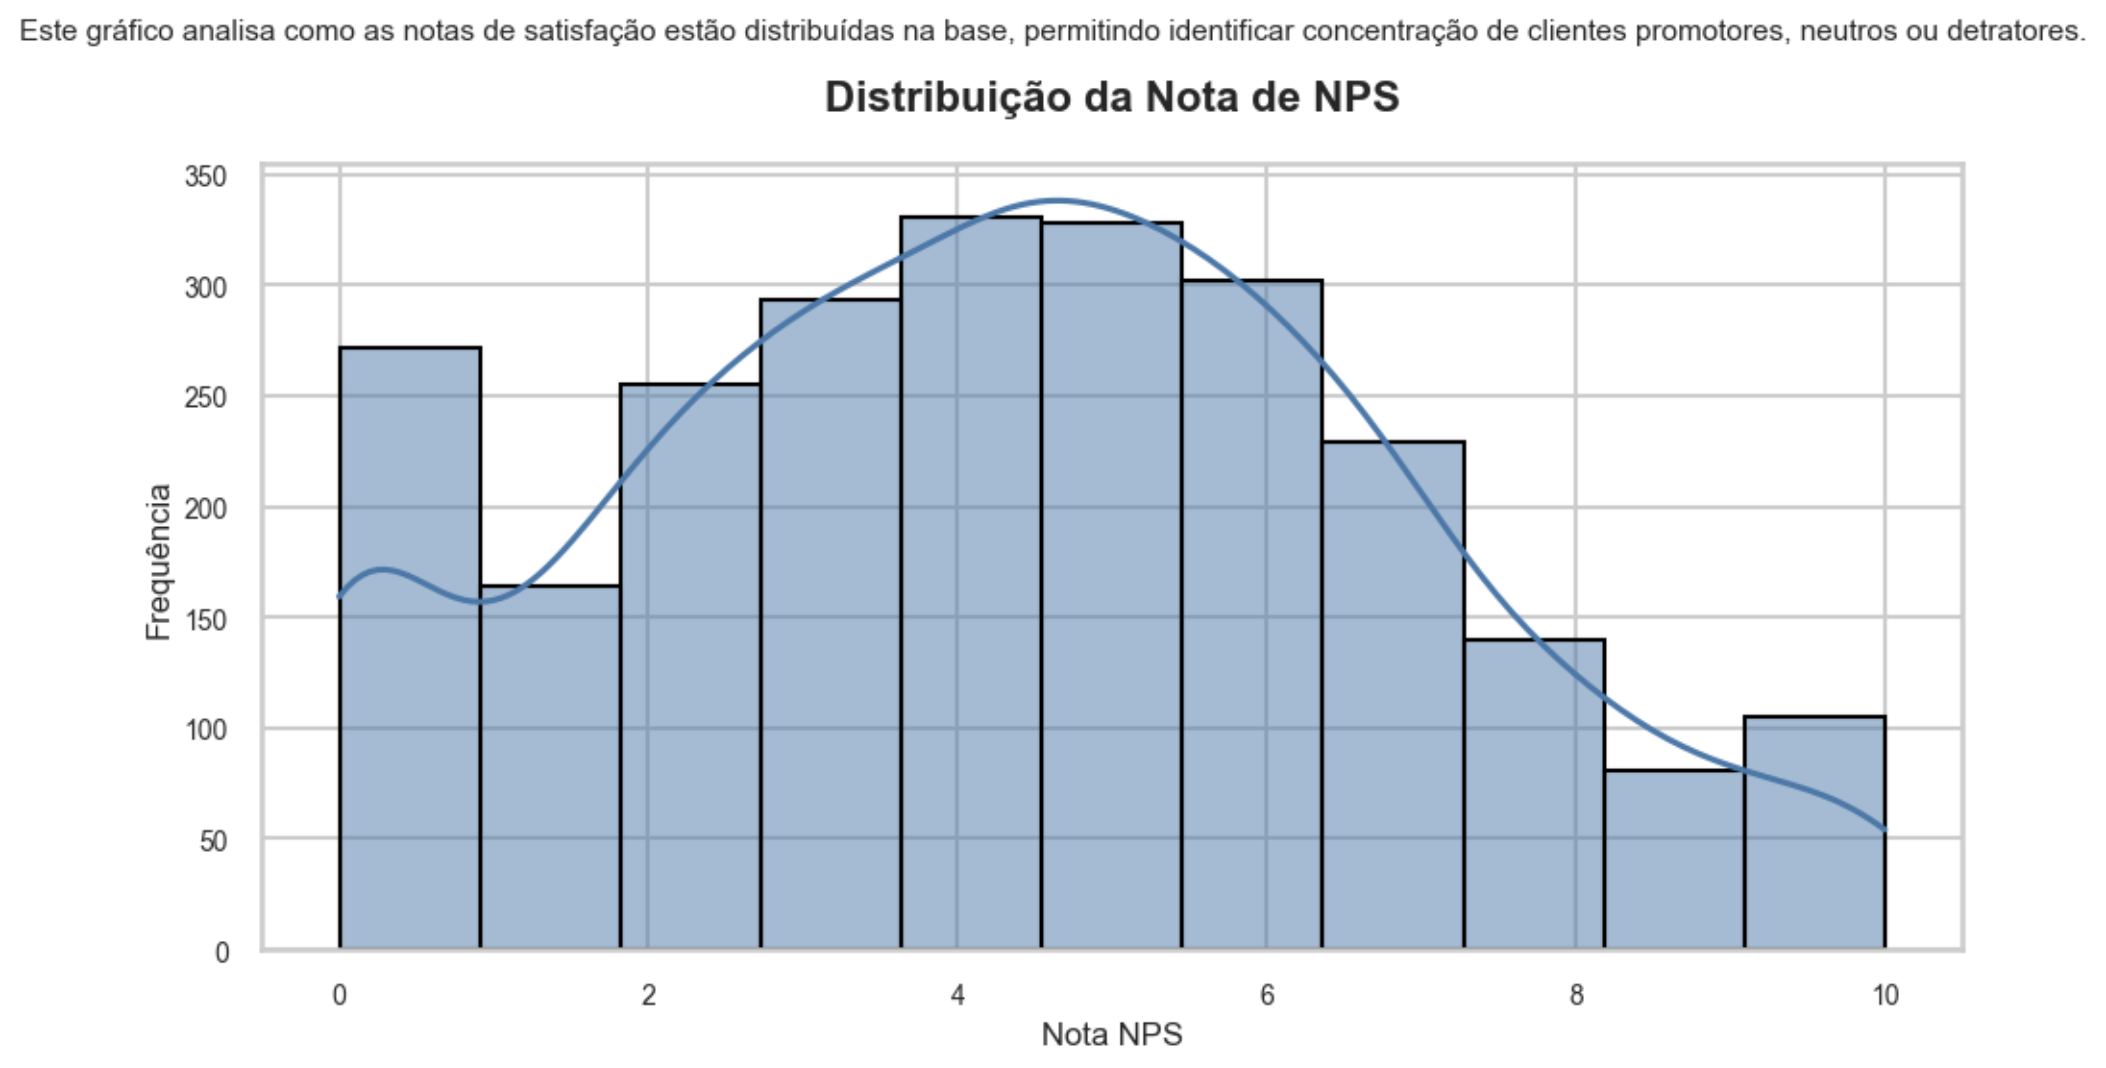 Este gráfico analisa como as notas de satisfação estão distribuídas na base, permitindo identificar concentração de clientes promotores, neutros ou detratores.
Distribuição da Nota de NPS
350
300
250
200
150
100
50
0
Frequência
0 2 4 6 8 10
Nota NPS